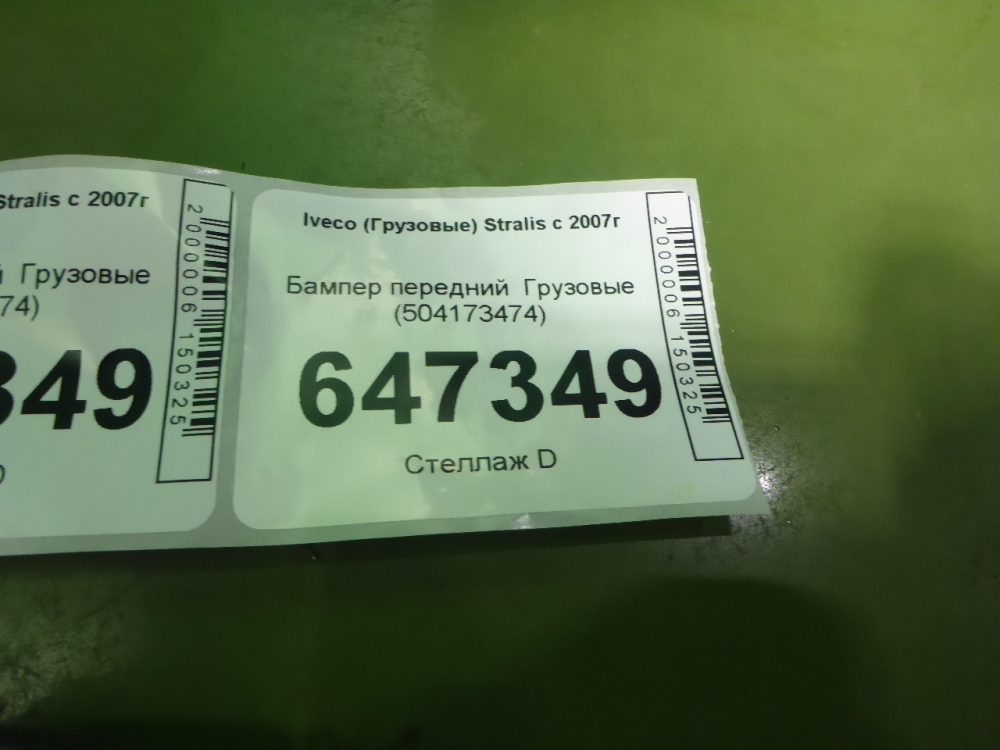 Stralis с 2007г
Грузовые
74)
349
2000006150325
Iveco (Грузовые) Stralis с 2007г
Бампер передний Грузовые
(504173474)
647349
Стеллаж D
2000006150325